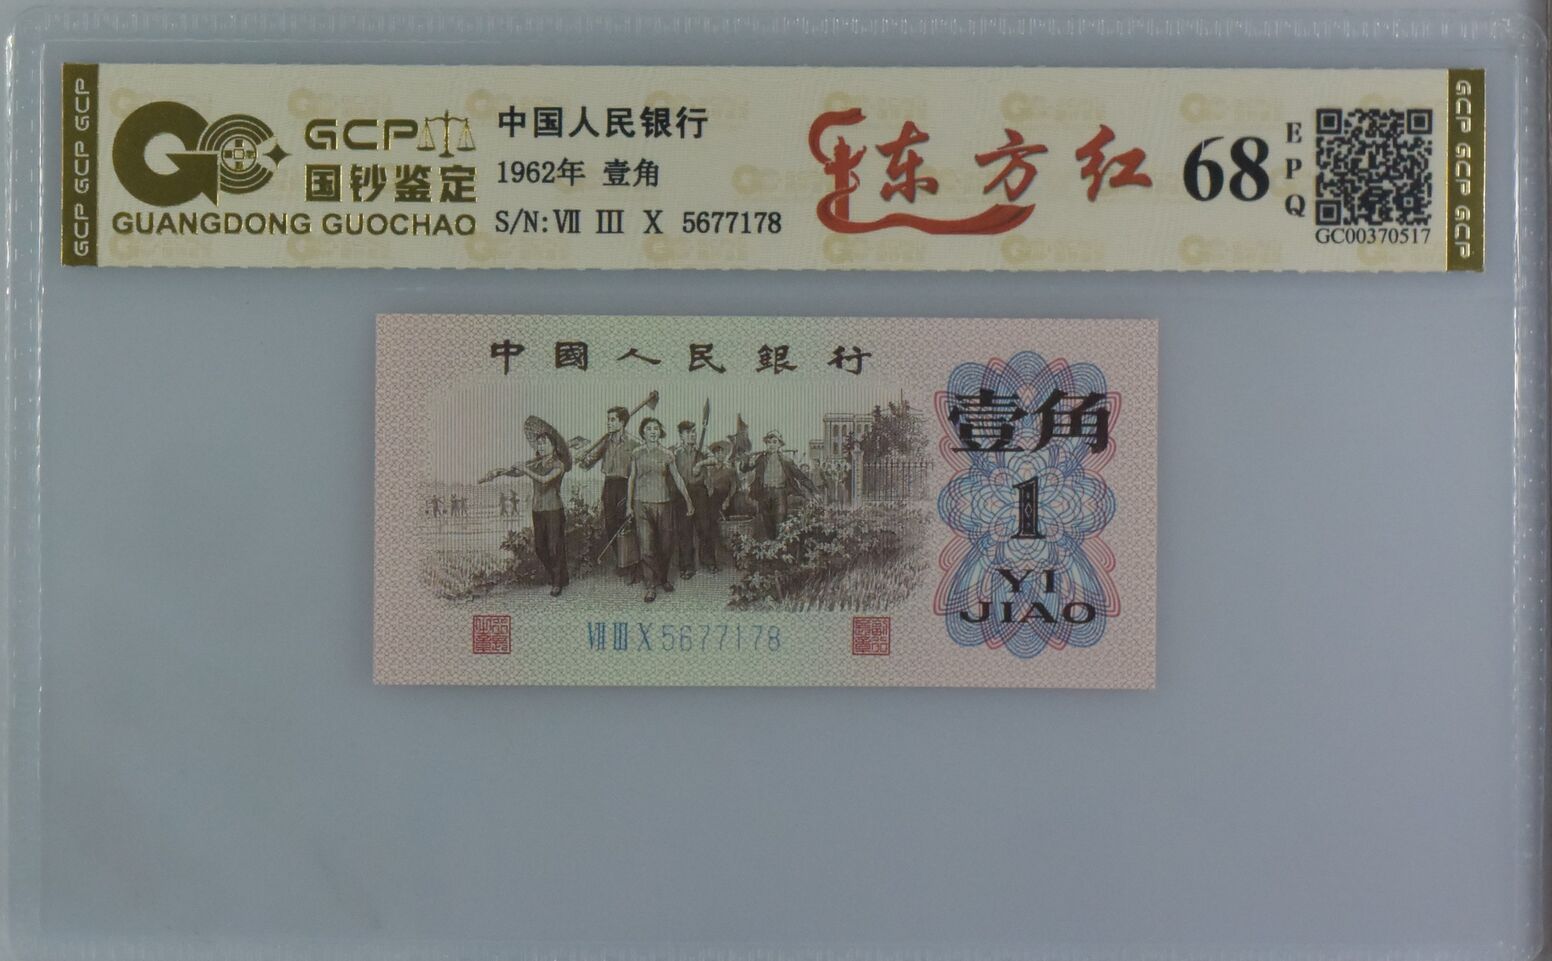 GCP GCP GCP
GCP
国钞鉴定
GUANGDONG GUOCHAO
中国人民银行
1962年 壹角
S/N: Ⅶ Ⅲ Ⅹ 5677178
东方红
68
EPQ
GC00370517
GCP GCP GCP
中國人民銀行
壹角
1
YI
JIAO
Ⅶ Ⅲ Ⅹ 5677178